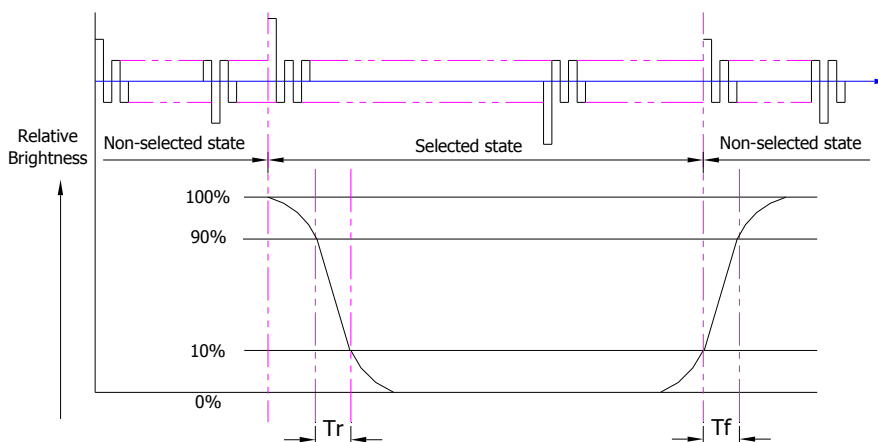 Relative
Brightness
Non-selected state
Selected state
Non-selected state
100%
90%
10%
0%
Tr
Tf